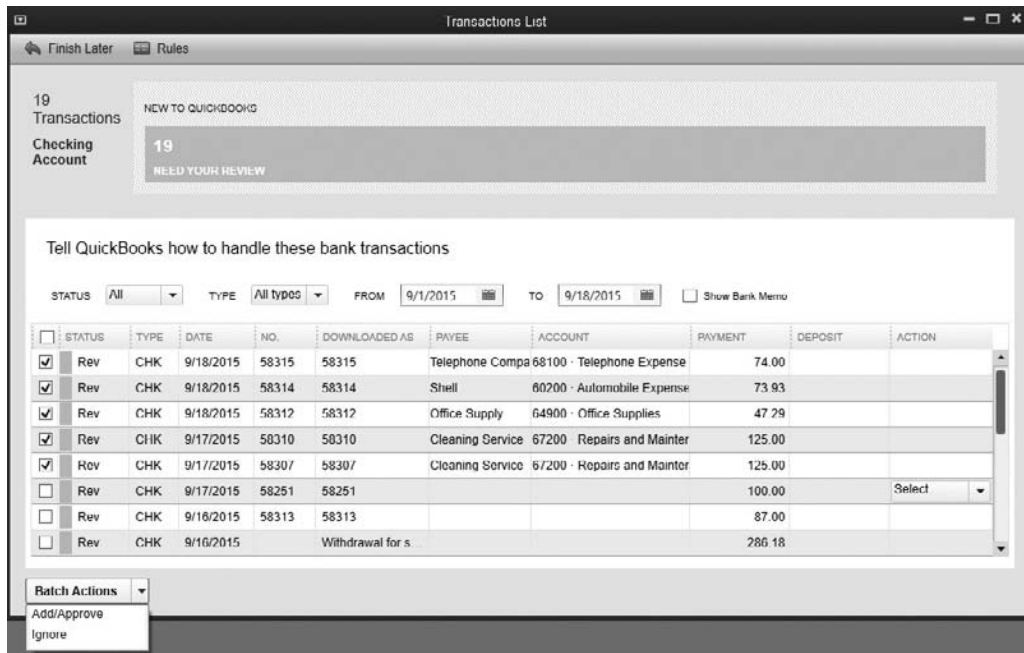 Transactions List
Finish Later Rules
19 Transactions
Checking Account
NEW TO QUICKBOOKS
19
NEED YOUR REVIEW
Tell QuickBooks how to handle these bank transactions
STATUS All TYPE All types FROM 9/1/2015 TO 9/18/2015 Show Bank Memo
STATUS TYPE DATE NO. DOWNLOADED AS PAYEE ACCOUNT PAYMENT DEPOSIT ACTION
Rev CHK 9/18/2015 58315 58315 Telephone Compa 68100 · Telephone Expense 74.00
Rev CHK 9/18/2015 58314 58314 Shell 60200 · Automobile Expense 73.93
Rev CHK 9/18/2015 58312 58312 Office Supply 64900 · Office Supplies 47.29
Rev CHK 9/17/2015 58310 58310 Cleaning Service 67200 · Repairs and Mainter 125.00
Rev CHK 9/17/2015 58307 58307 Cleaning Service 67200 · Repairs and Mainter 125.00
Rev CHK 9/17/2015 58251 58251 100.00 Select
Rev CHK 9/16/2015 58313 58313 87.00
Rev CHK 9/16/2015 Withdrawal for s... 286.18
Batch Actions
Add/Approve
Ignore